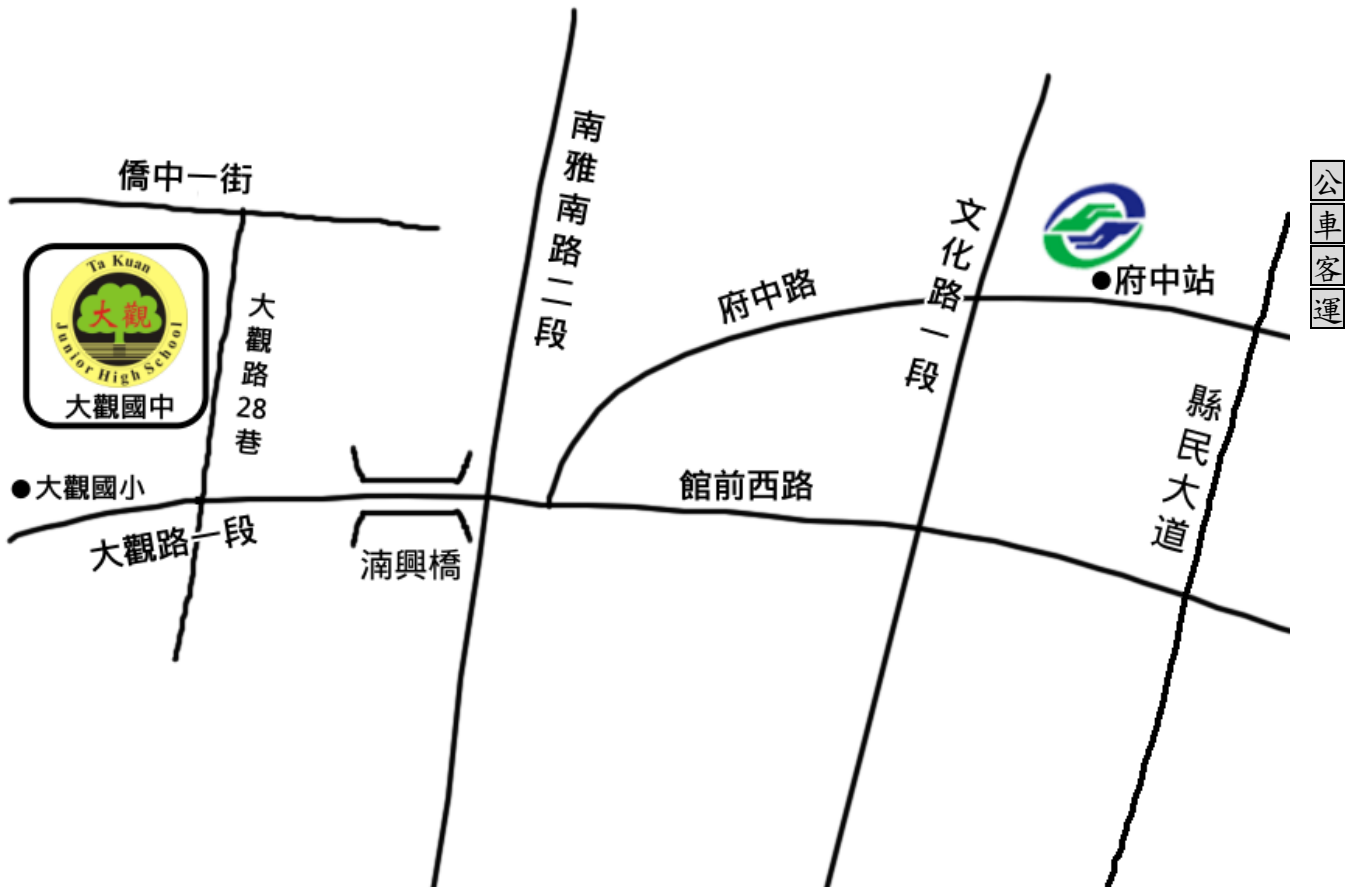 僑中一街
Ta Kuan
大觀
Junior High School
大觀國中
大觀路28巷
大觀國小
大觀路一段
湳興橋
南雅南路二段
府中路
館前西路
文化路一段
府中站
縣民大道
公車客運